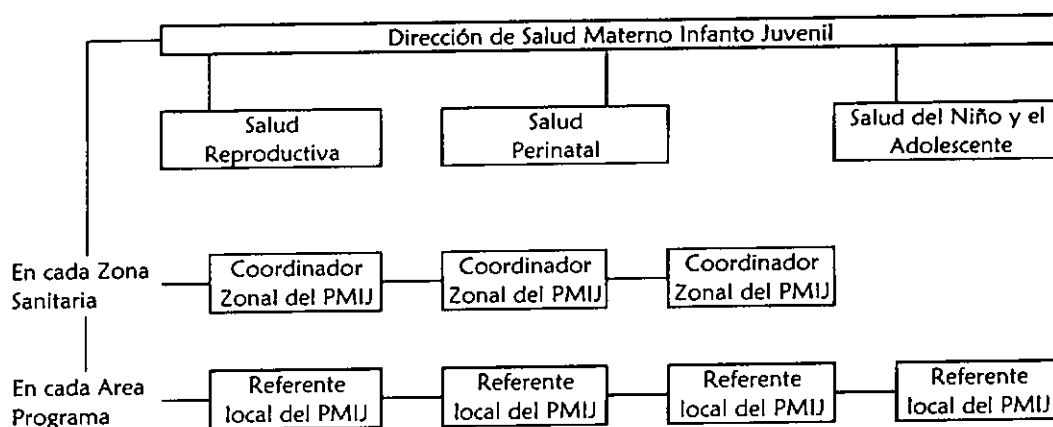 Dirección de Salud Materno Infanto Juvenil
Salud
Reproductiva
Salud
Perinatal
Salud del Niño y el
Adolescente
En cada Zona
Sanitaria
Coordinador
Zonal del PMIJ
Coordinador
Zonal del PMIJ
Coordinador
Zonal del PMIJ
En cada Area
Programa
Referente
local del PMIJ
Referente
local del PMIJ
Referente
local del PMIJ
Referente
local del PMIJ